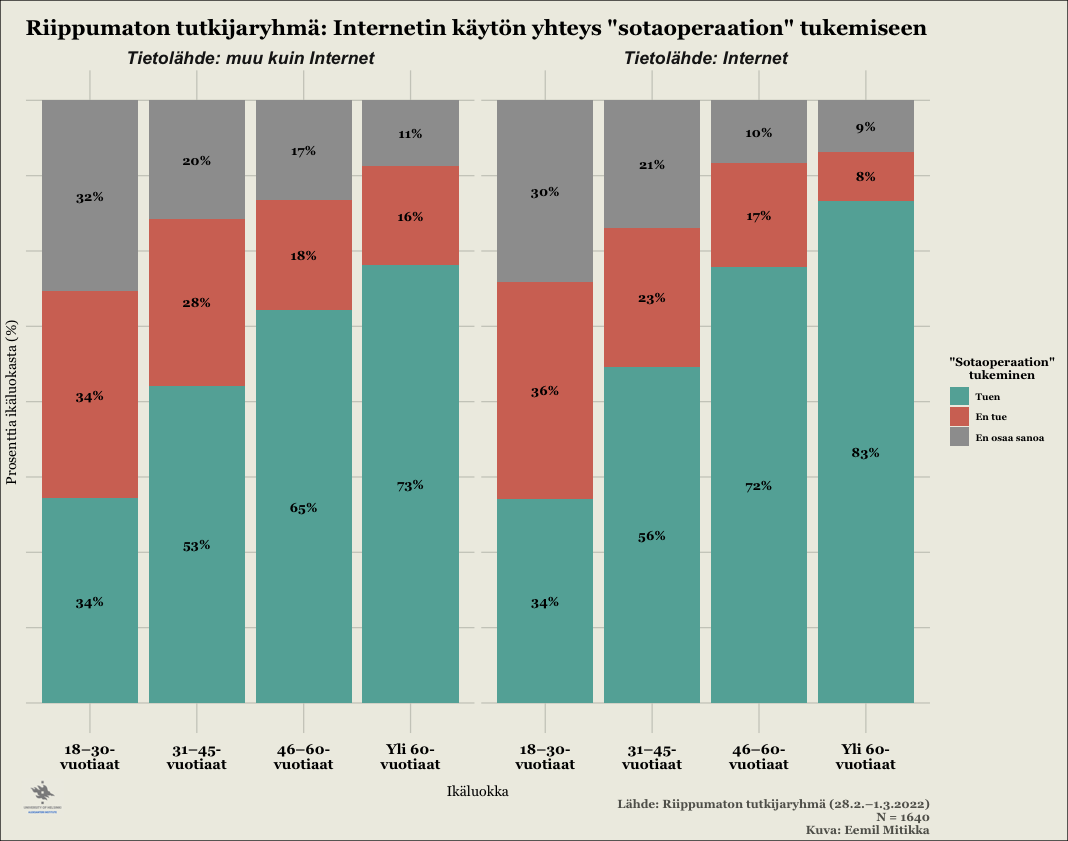 Riippumaton tutkijaryhmä: Internetin käytön yhteys "sotaoperaation" tukemiseen
Tietolähde: muu kuin Internet
Tietolähde: Internet
Prosenttia ikäluokasta (%)
32%
34%
34%
20%
28%
53%
17%
18%
65%
11%
16%
73%
30%
36%
34%
21%
23%
56%
10%
17%
72%
9%
8%
83%
"Sotaoperaation"
tukeminen
Tuen
En tue
En osaa sanoa
18–30-
vuotiaat
31–45-
vuotiaat
46–60-
vuotiaat
Yli 60-
vuotiaat
18–30-
vuotiaat
31–45-
vuotiaat
46–60-
vuotiaat
Yli 60-
vuotiaat
Ikäluokka
UNIVERSITY OF HELSINKI
Lähde: Riippumaton tutkijaryhmä (28.2.–1.3.2022)
N = 1640
Kuva: Eemil Mitikka